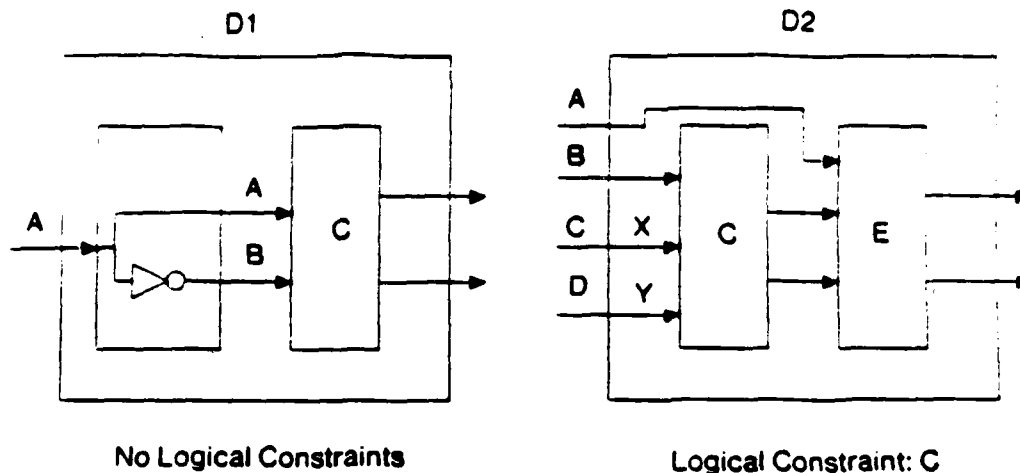 D1
D2
A
B
C
D
X
Y
C
E
A
A
B
C
No Logical Constraints
Logical Constraint: C